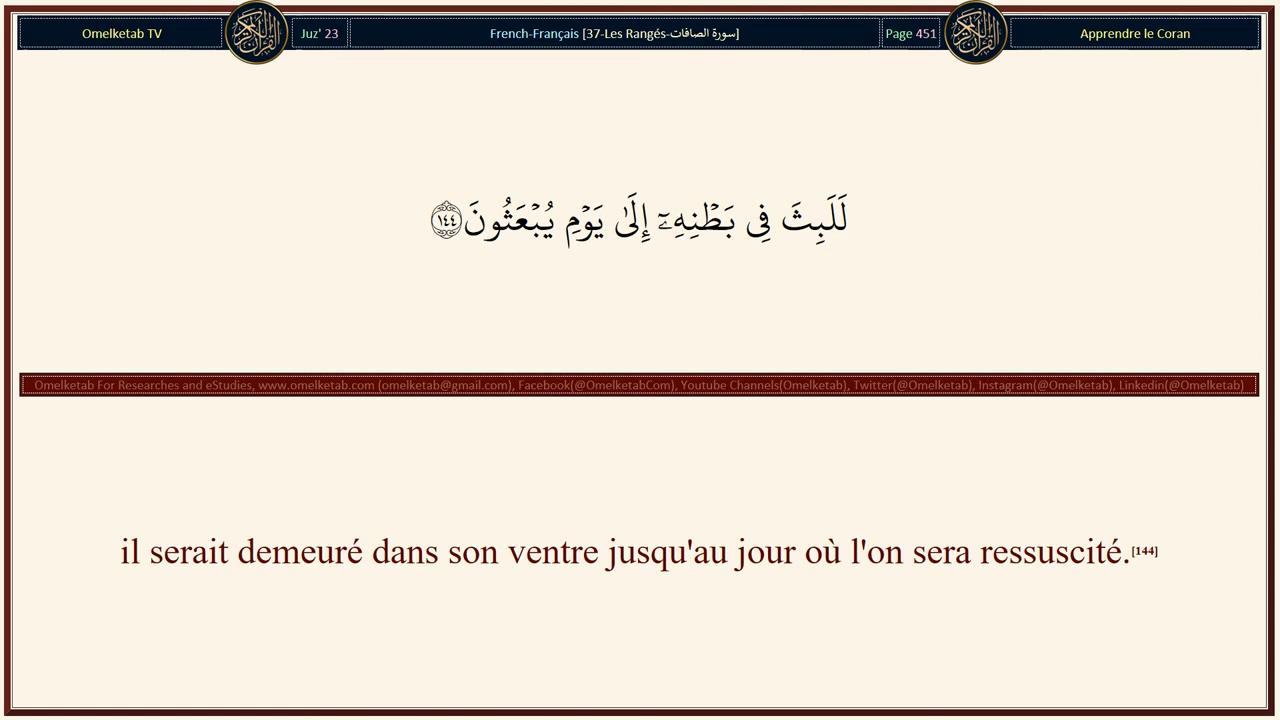 Omelketab TV
Juz' 23
French-Français [37-Les Rangés-سورة الصافات]
Page 451
Apprendre le Coran
لَلَبِثَ فِى بَطْنِهِۦٓ إِلَىٰ يَوْمِ يُبْعَثُونَ ١٤٤
Omelketab For Researches and eStudies, www.omelketab.com (omelketab@gmail.com), Facebook(@OmelketabCom), Youtube Channels(Omelketab), Twitter(@Omelketab), Instagram(@Omelketab), Linkedin(@Omelketab)
il serait demeuré dans son ventre jusqu'au jour où l'on sera ressuscité.[144]